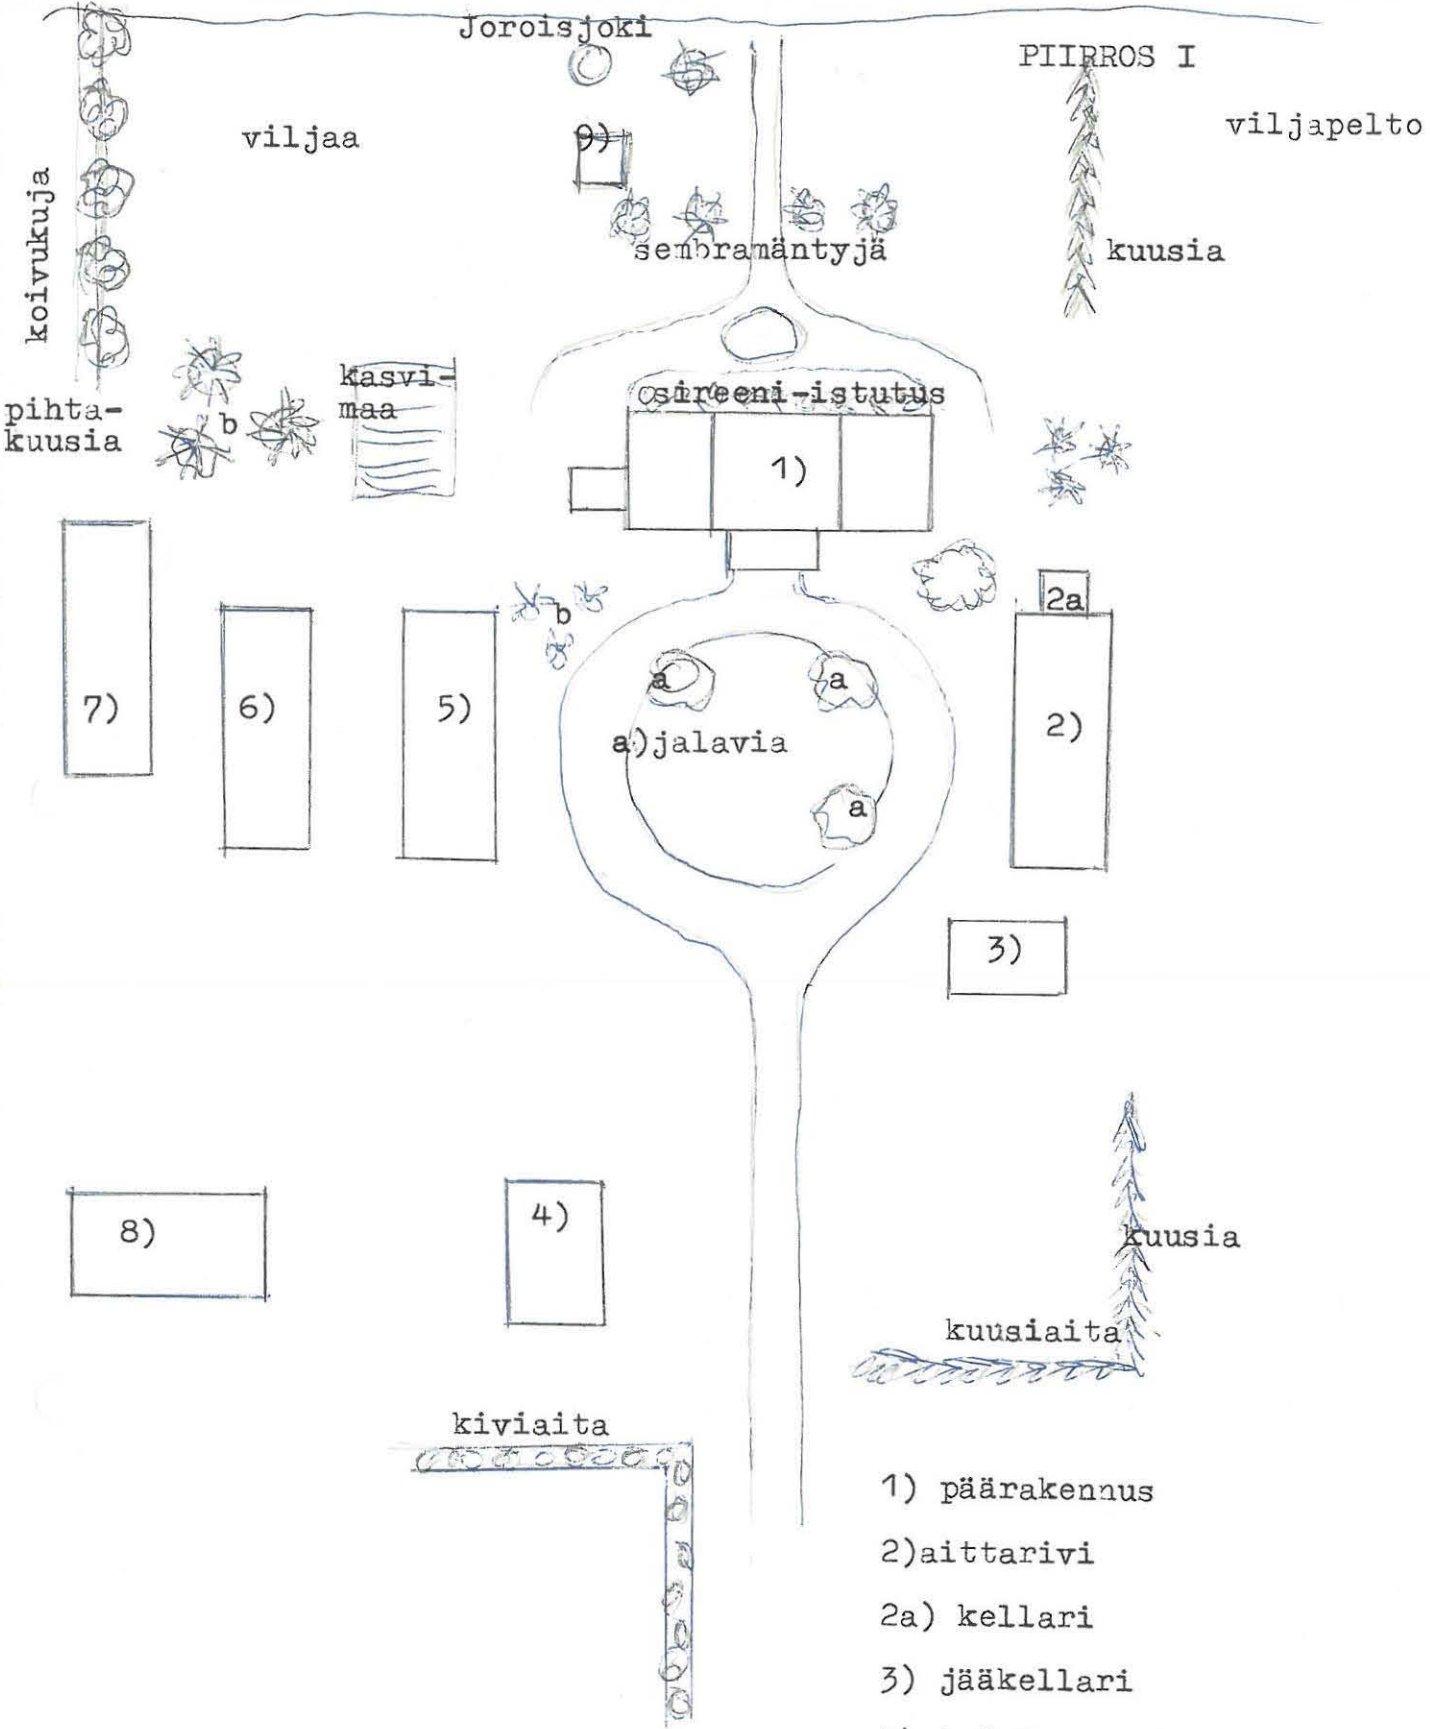 Joroisjoki
PIIRROS I
viljaa
9)
viljapelto
koivukuja
sembramäntyjä
kuusia
kasvi-
maa
sireeni-istutus
pihta-
kuusia
b
1)
b
2a
7)
6)
5)
a
a
2)
a)jalavia
a
3)
8)
4)
kuusia
kuusiaita
kiviaita
1) päärakennus
2)aittarivi
2a) kellari
3) jääkellari